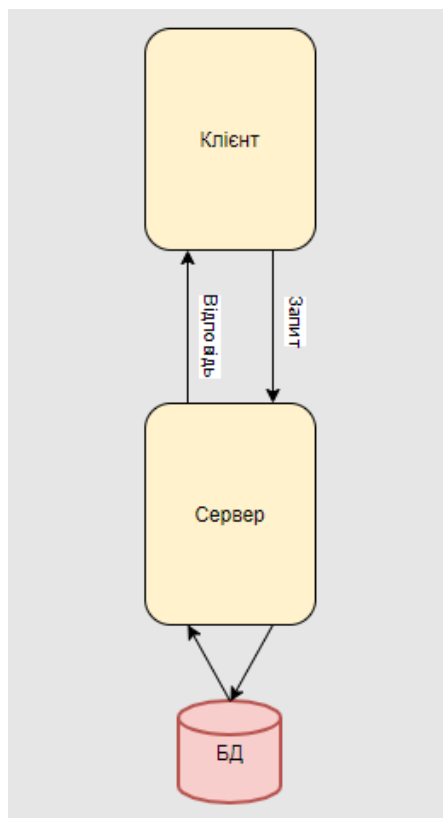 Клієнт
Відповідь
Запит
Сервер
БД